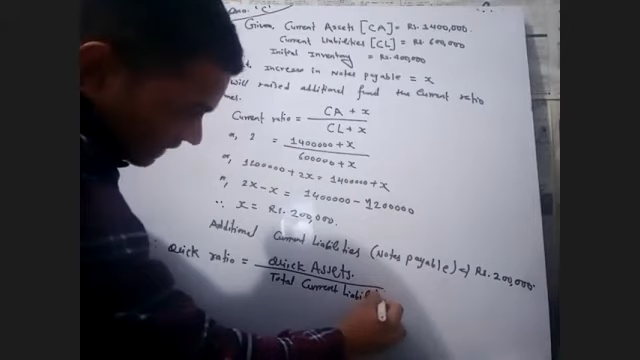 'C'
Given, Current Assets [CA] = Rs. 1400,000.
Current Liabilities [CL] = Rs. 600,000
Initial Inventory = Rs. 400,000
Increase in Notes payable = x
will raised additional fund the current ratio
Current ratio = CA + x / CL + x
or, 2 = 1400000 + x / 600000 + x
or, 1200000 + 2x = 1400000 + x
or, 2x - x = 1400000 - 1200000
∴ x = Rs. 200,000.
Additional Current Liabilities (Notes payable) => Rs. 200,000.
Quick ratio = Quick Assets. / Total Current Liabili